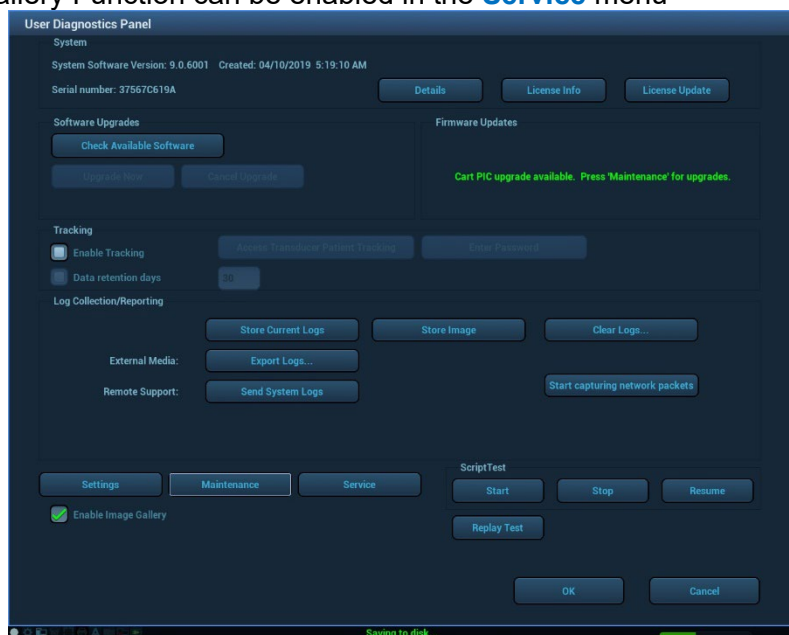 allery Function can be enabled in the Service menu
User Diagnostics Panel
System
System Software Version: 9.0.6001 Created: 04/10/2019 5:19:10 AM
Serial number: 37567C619A
Details
License Info
License Update
Software Upgrades
Firmware Updates
Check Available Software
Upgrade Now
Cancel Upgrade
Cart PIC upgrade available. Press 'Maintenance' for upgrades.
Tracking
Enable Tracking
Access Transducer Patient Tracking
Enter Password
Data retention days
30
Log Collection/Reporting
Store Current Logs
Store Image
Clear Logs...
External Media:
Export Logs...
Remote Support:
Send System Logs
Start capturing network packets
ScriptTest
Settings
Maintenance
Service
Start
Stop
Resume
Enable Image Gallery
Replay Test
OK
Cancel
Saving to disk